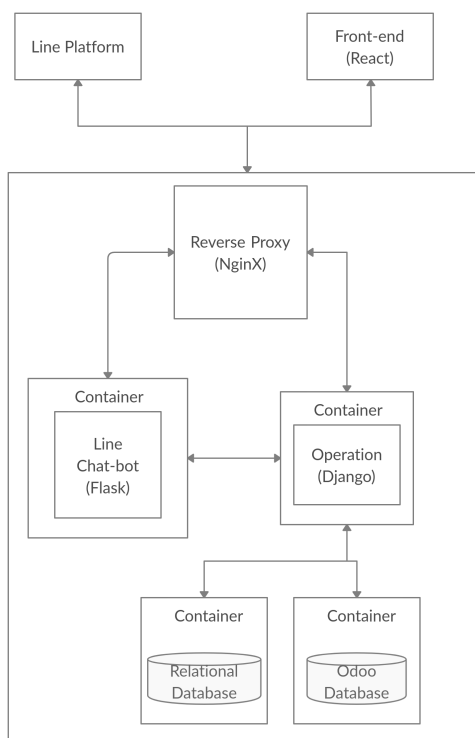 Line Platform
Front-end
(React)
Reverse Proxy
(NginX)
Container
Line
Chat-bot
(Flask)
Container
Operation
(Django)
Container
Relational
Database
Container
Odoo
Database